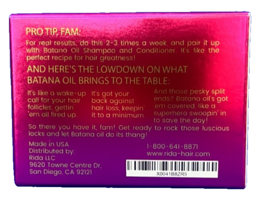 PRO TIP, FAM:
For real results, do this 2-3 times a week, and pair it up
with Batana Oil Shampoo and Conditioner. It's like the
perfect recipe for hair greatness!
AND HERE'S THE LOWDOWN ON WHAT
BATANA OIL BRINGS TO THE TABLE:
It's like a wake-up
call for your hair
follicles, gettin'
'em all fired up.
It's got your
back against
hair loss, keepin'
it to a minimum
And those pesky split
ends? Batana oil's got
'em covered, like a
superhero swoopin' in
to save the day!
So there you have it, fam! Get ready to rock those luscious
locks and let Batana oil do its thang!
Made in USA
Distributed by:
Rida LLC
9620 Towne Centre Dr.
San Diego, CA 92121
1-800-641-8871
www.rida-hair.com